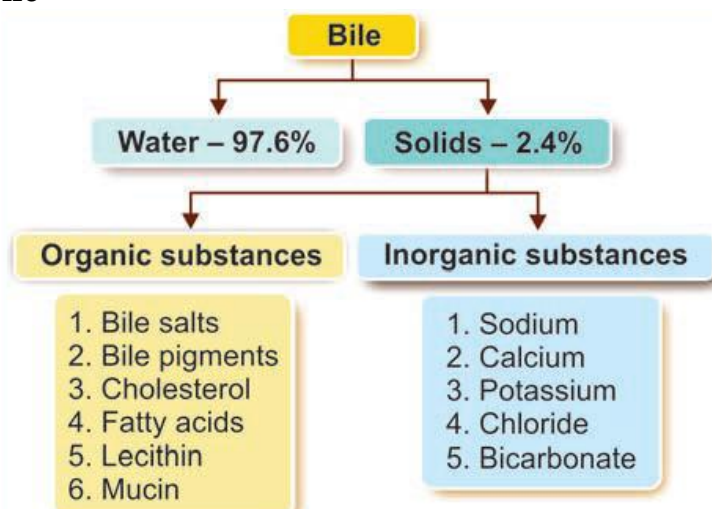 Bile
Water – 97.6%
Solids – 2.4%
Organic substances
1. Bile salts
2. Bile pigments
3. Cholesterol
4. Fatty acids
5. Lecithin
6. Mucin
Inorganic substances
1. Sodium
2. Calcium
3. Potassium
4. Chloride
5. Bicarbonate